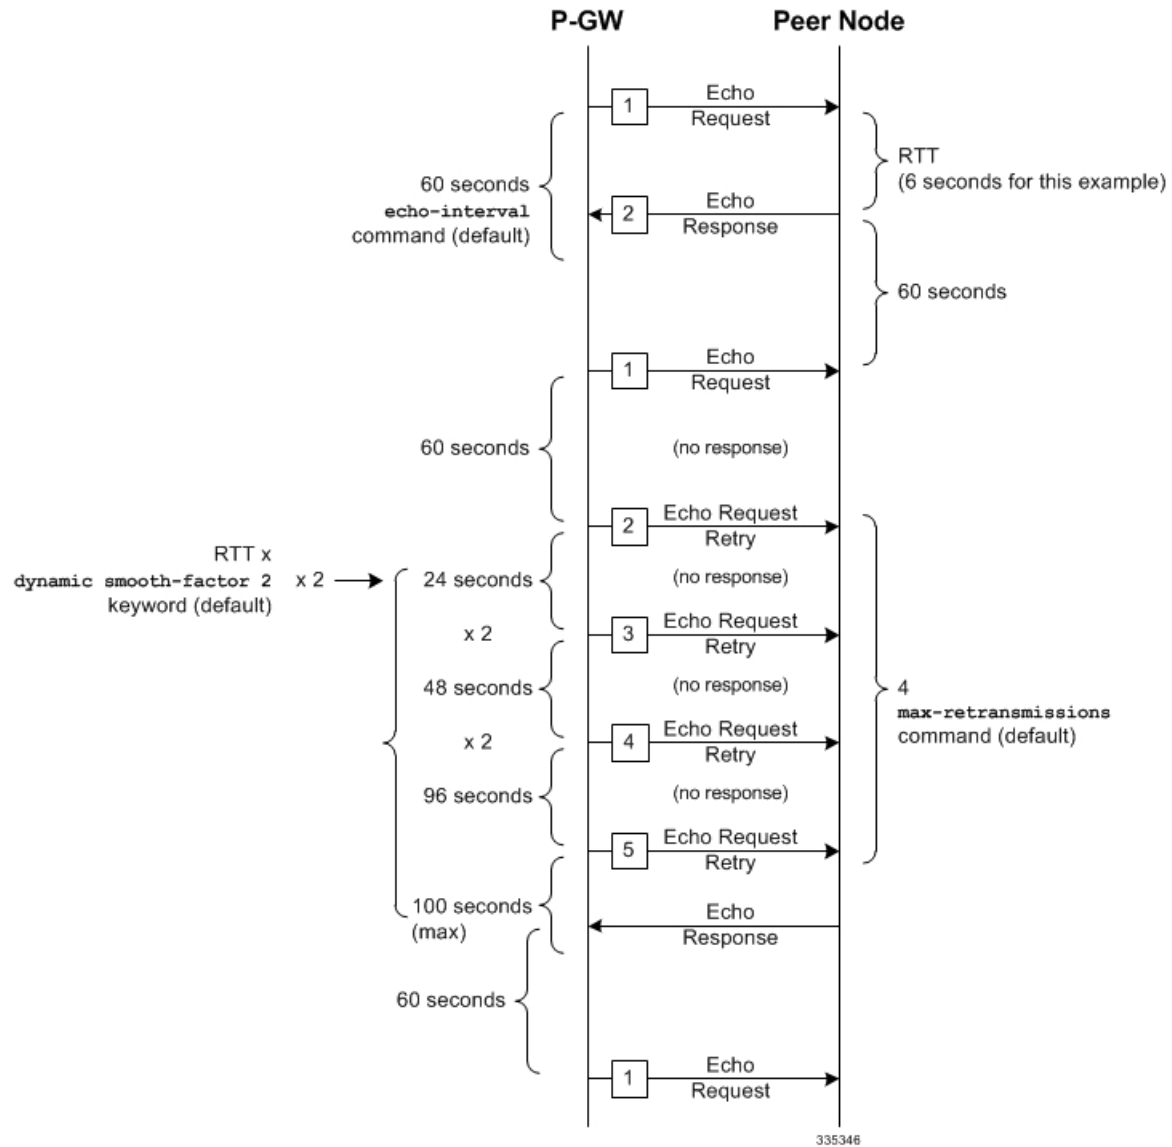 P-GW
Peer Node
1
Echo
Request
RTT
(6 seconds for this example)
60 seconds
echo-interval
command (default)
2
Echo
Response
60 seconds
1
Echo
Request
60 seconds
(no response)
2
Echo Request
Retry
RTT x
dynamic smooth-factor 2
keyword (default)
x 2
24 seconds
(no response)
x 2
3
Echo Request
Retry
48 seconds
(no response)
4
max-retransmissions
command (default)
x 2
4
Echo Request
Retry
96 seconds
(no response)
5
Echo Request
Retry
100 seconds
(max)
Echo
Response
60 seconds
1
Echo
Request
335346